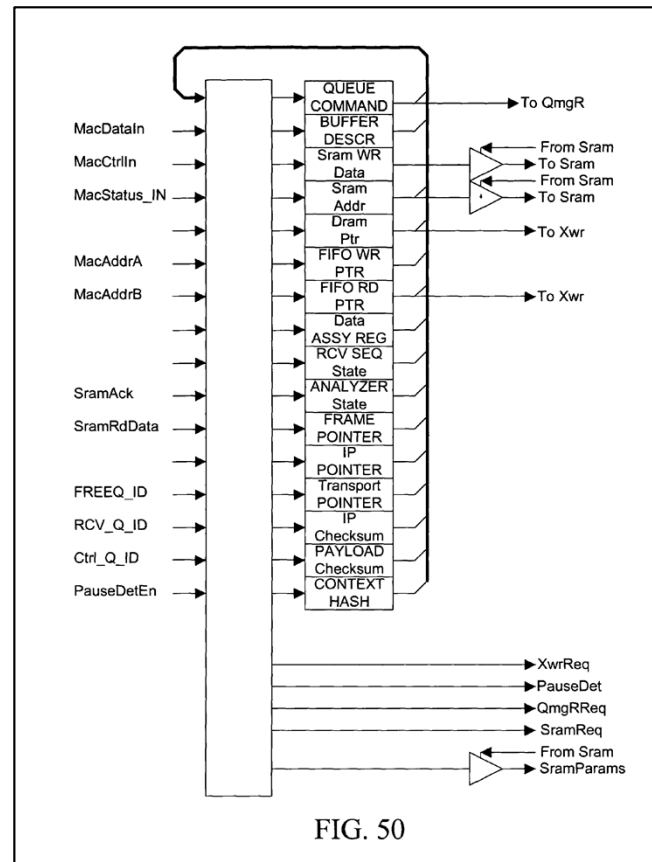 QUEUE
COMMAND
To QmgR
MacDataIn
BUFFER
DESCR
From Sram
MacCtrlIn
Sram WR
Data
To Sram
From Sram
MacStatus_IN
Sram
Addr
To Sram
Dram
Ptr
To Xwr
MacAddrA
FIFO WR
PTR
MacAddrB
FIFO RD
PTR
To Xwr
Data
ASSY REG
RCV SEQ
State
SramAck
ANALYZER
State
SramRdData
FRAME
POINTER
IP
POINTER
FREEQ_ID
Transport
POINTER
RCV_Q_ID
IP
Checksum
Ctrl_Q_ID
PAYLOAD
Checksum
PauseDetEn
CONTEXT
HASH
XwrReq
PauseDet
QmgRReq
SramReq
From Sram
SramParams
FIG. 50